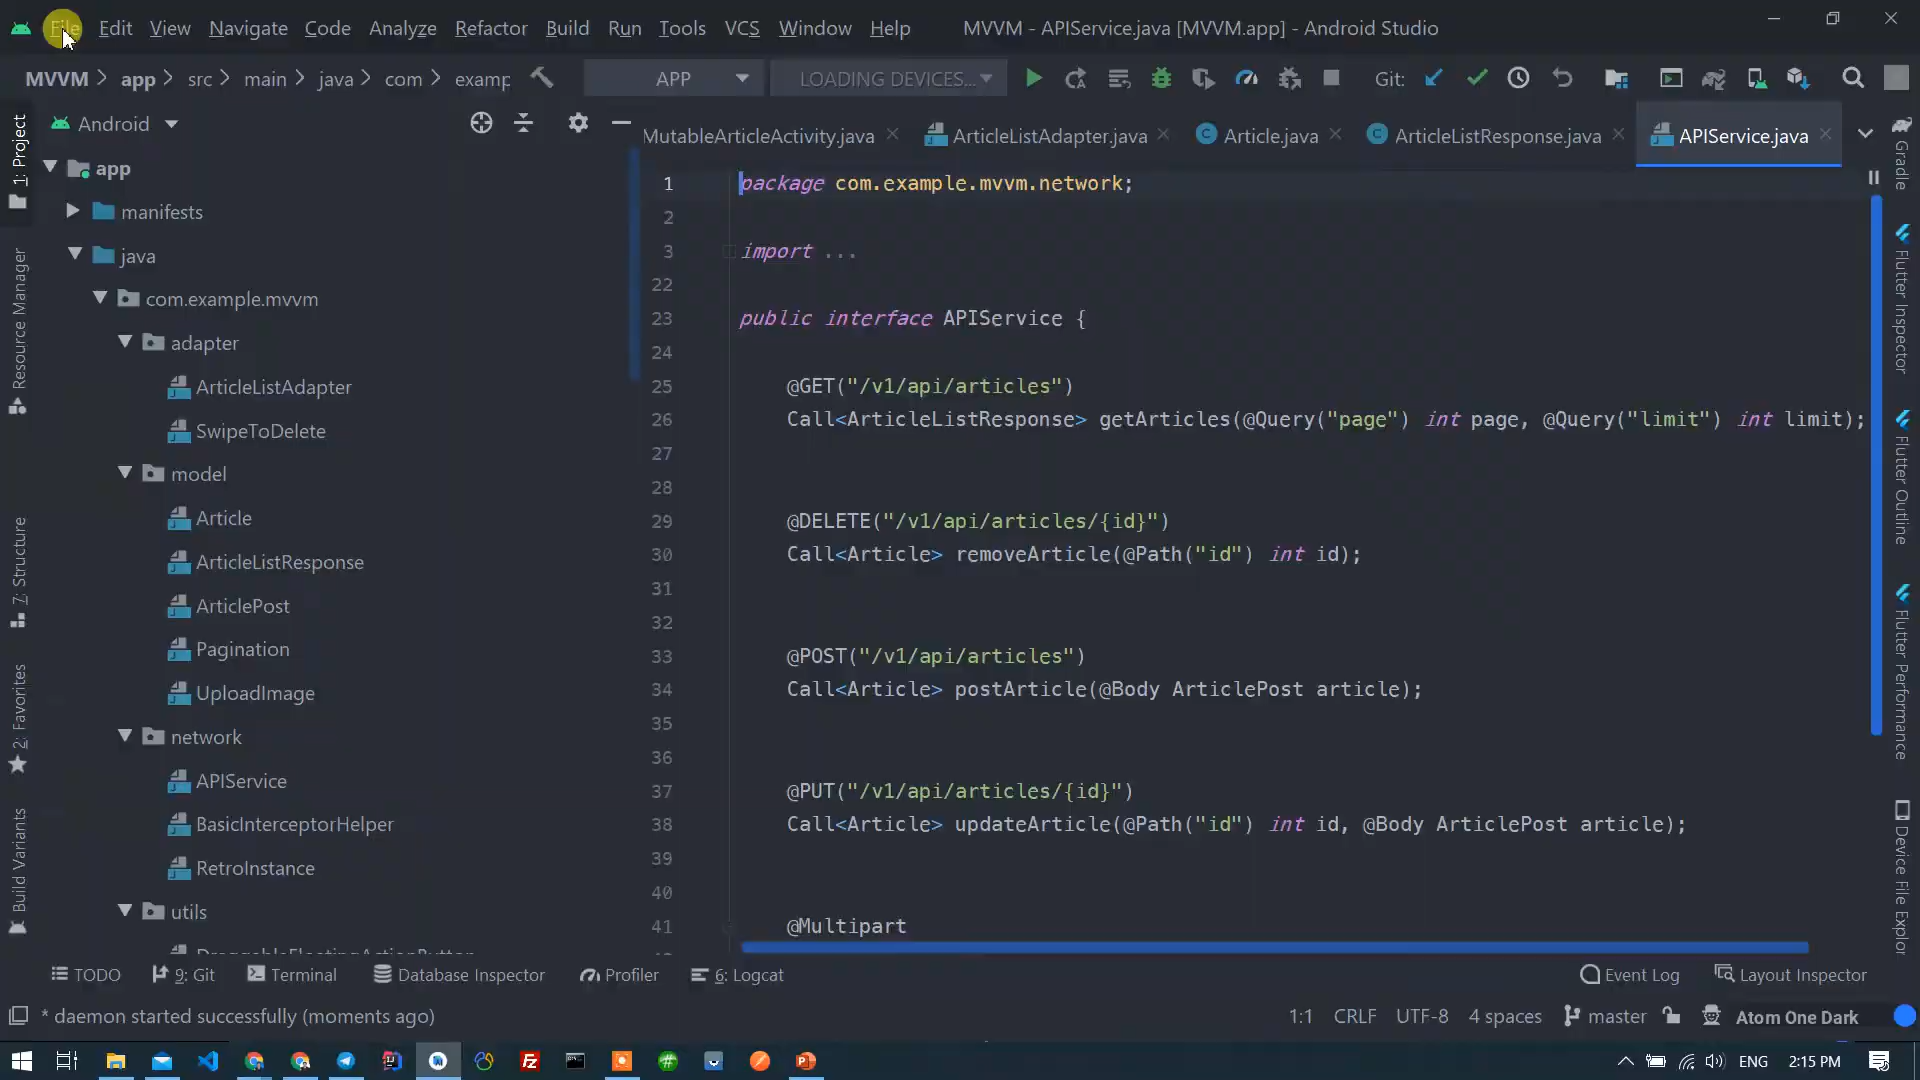 File Edit View Navigate Code Analyze Refactor Build Run Tools VCS Window Help MVVM - APIService.java [MVVM.app] - Android Studio
MVVM app src main java com examp APP LOADING DEVICES... Git:
Android
MutableArticleActivity.java ArticleListAdapter.java Article.java ArticleListResponse.java APIService.java
1: Project
Resource Manager
7: Structure
2: Favorites
Build Variants
app
manifests
java
com.example.mvvm
adapter
ArticleListAdapter
SwipeToDelete
model
Article
ArticleListResponse
ArticlePost
Pagination
UploadImage
network
APIService
BasicInterceptorHelper
RetroInstance
utils
DraggableFloatingActionButton
1 package com.example.mvvm.network;
2
3 import ...
22
23 public interface APIService {
24
25 @GET("/v1/api/articles")
26 Call<ArticleListResponse> getArticles(@Query("page") int page, @Query("limit") int limit);
27
28
29 @DELETE("/v1/api/articles/{id}")
30 Call<Article> removeArticle(@Path("id") int id);
31
32
33 @POST("/v1/api/articles")
34 Call<Article> postArticle(@Body ArticlePost article);
35
36
37 @PUT("/v1/api/articles/{id}")
38 Call<Article> updateArticle(@Path("id") int id, @Body ArticlePost article);
39
40
41 @Multipart
Gradle
Flutter Inspector
Flutter Outline
Flutter Performance
Device File Explor
TODO 9: Git Terminal Database Inspector Profiler 6: Logcat Event Log Layout Inspector
* daemon started successfully (moments ago) 1:1 CRLF UTF-8 4 spaces master Atom One Dark
ENG 2:15 PM